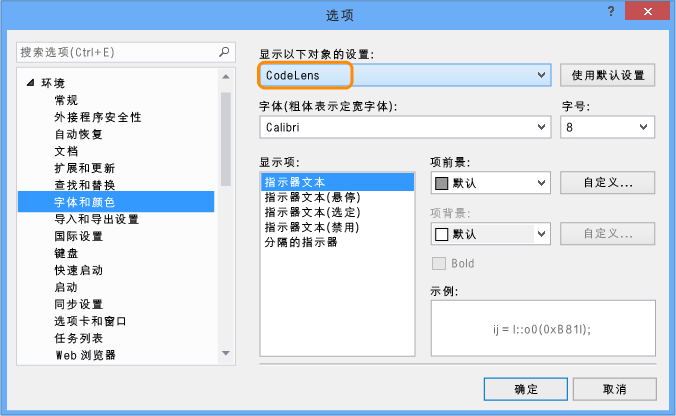 选项
?
搜索选项(Ctrl+E)
环境
常规
外接程序安全性
自动恢复
文档
扩展和更新
查找和替换
字体和颜色
导入和导出设置
国际设置
键盘
快速启动
启动
同步设置
选项卡和窗口
任务列表
Web 浏览器
显示以下对象的设置:
CodeLens
使用默认设置
字体(粗体表示定宽字体):
字号:
Calibri
8
显示项:
指示器文本
指示器文本(悬停)
指示器文本(选定)
指示器文本(禁用)
分隔的指示器
项前景:
默认
自定义...
项背景:
默认
自定义...
Bold
示例:
ij = I::o0(0xB81l);
确定
取消